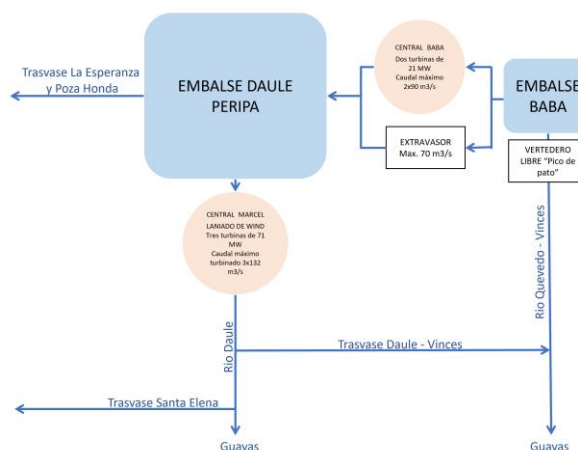 Trasvase La Esperanza
y Poza Honda
EMBALSE DAULE
PERIPA
CENTRAL BABA
Dos turbinas de
21 MW
Caudal máximo
2x90 m3/s
EXTRAVASOR
Max. 70 m3/s
EMBALSE
BABA
VERTEDERO
LIBRE "Pico de
pato"
CENTRAL MARCEL
LANIADO DE WIND
Tres turbinas de 71
MW
Caudal máximo
turbinado 3x132
m3/s
Rio Quevedo - Vinces
Rio Daule
Trasvase Daule - Vinces
Trasvase Santa Elena
Guayas
Guayas